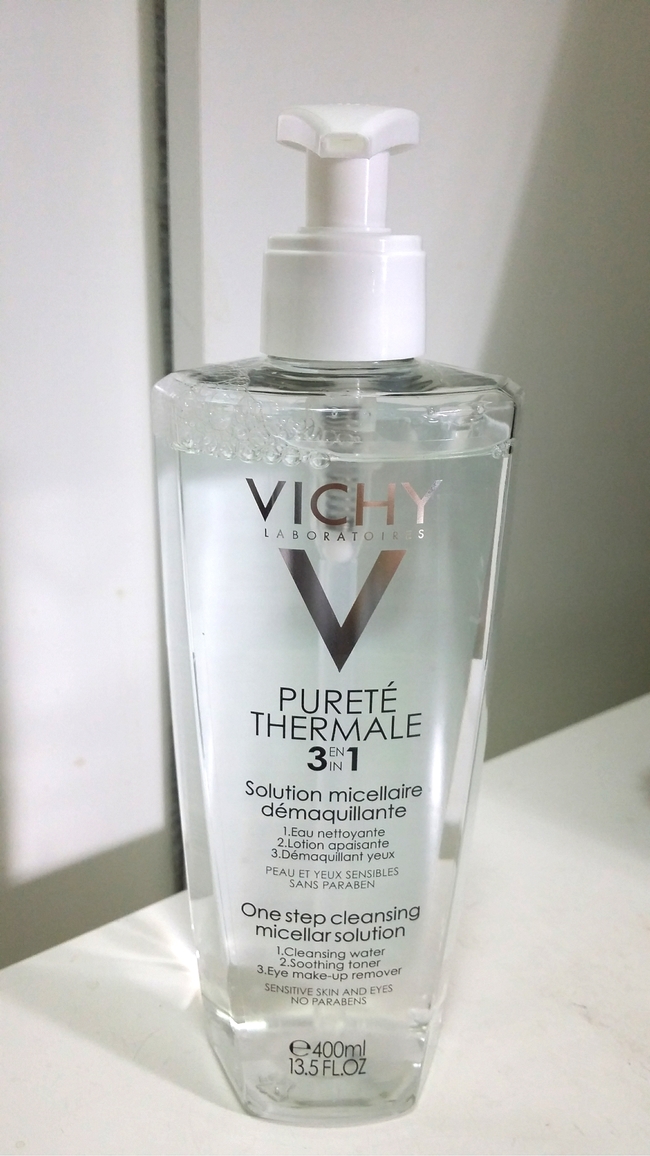 VICHY
LABORATOIRES
V
PURETÉ
THERMALE
3 EN IN 1
Solution micellaire
démaquillante
1.Eau nettoyante
2.Lotion apaisante
3.Démaquillant yeux
PEAU ET YEUX SENSIBLES
SANS PARABEN
One step cleansing
micellar solution
1.Cleansing water
2.Soothing toner
3.Eye make-up remover
SENSITIVE SKIN AND EYES
NO PARABENS
℮400ml
13.5 FL.OZ